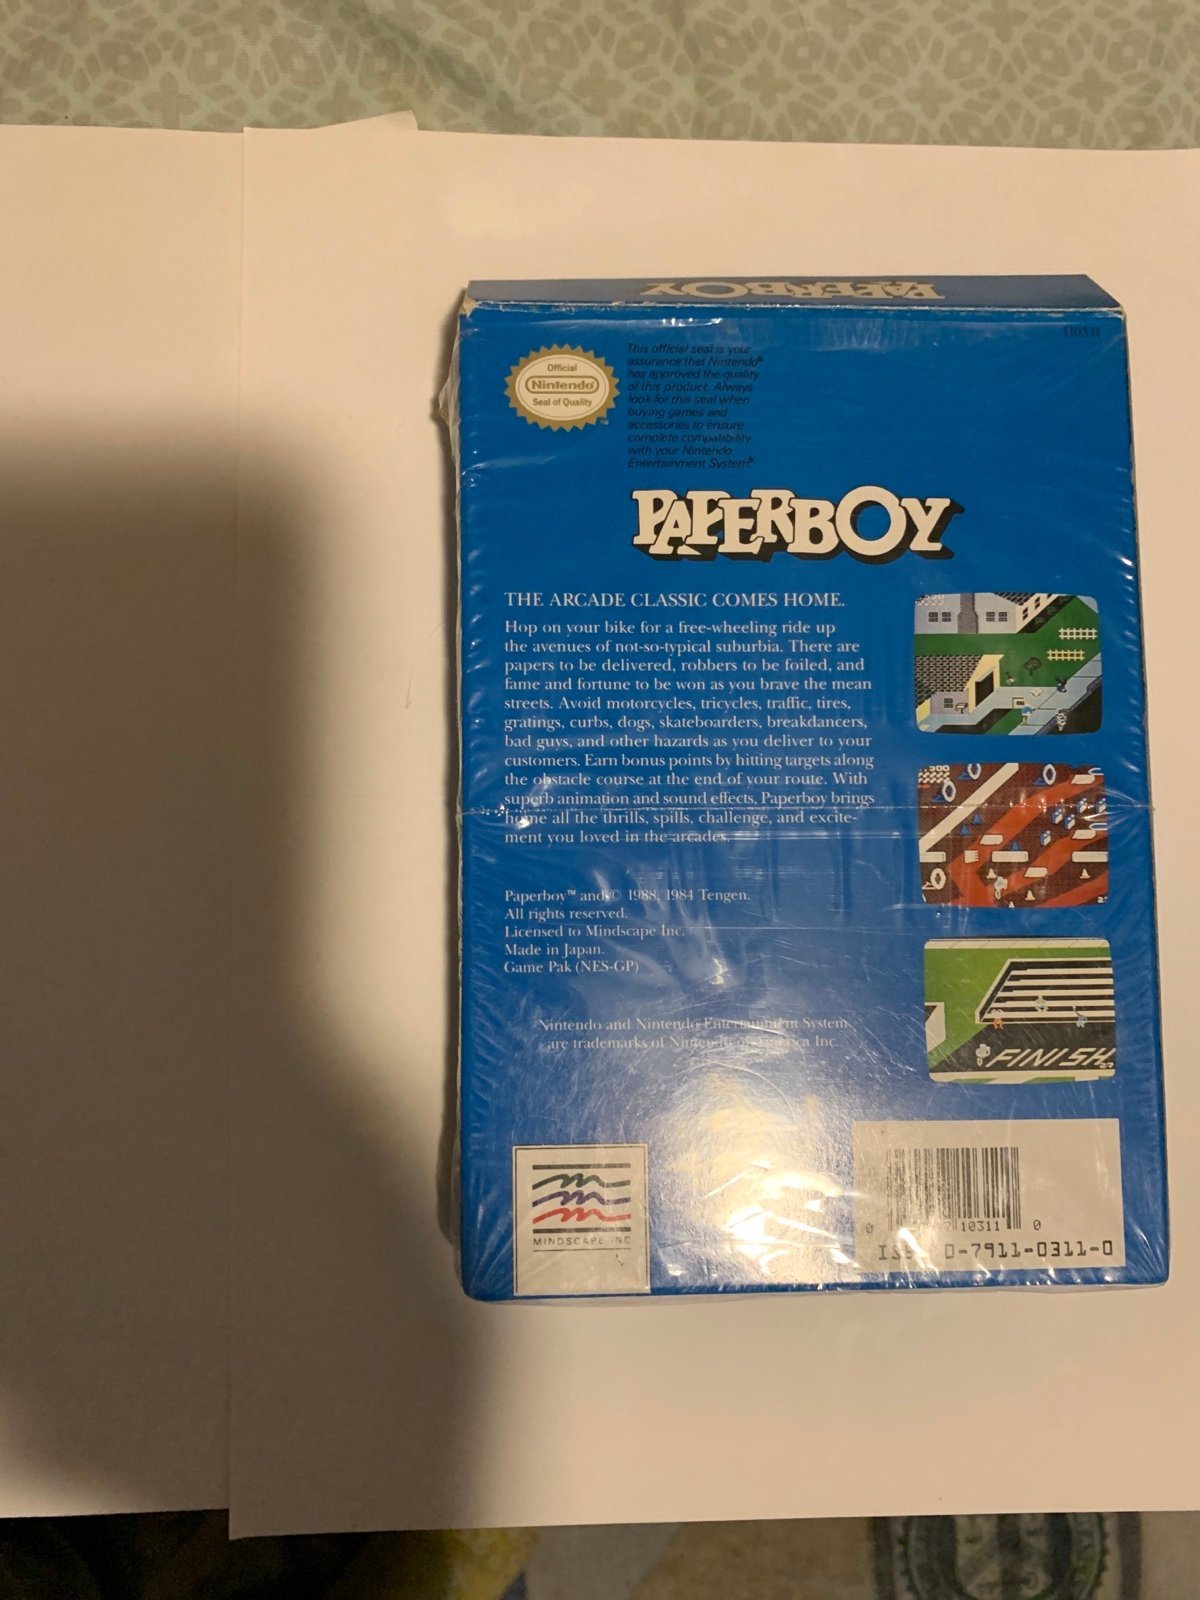 PAPERBOY
110311
Official
Nintendo®
Seal of Quality
TM
This official seal is your
assurance that Nintendo®
has approved the quality
of this product. Always
look for this seal when
buying games and
accessories to ensure
complete compatibility
with your Nintendo
Entertainment System.®
PAPERBOY
THE ARCADE CLASSIC COMES HOME.
Hop on your bike for a free-wheeling ride up
the avenues of not-so-typical suburbia. There are
papers to be delivered, robbers to be foiled, and
fame and fortune to be won as you brave the mean
streets. Avoid motorcycles, tricycles, traffic, tires,
gratings, curbs, dogs, skateboarders, breakdancers,
bad guys, and other hazards as you deliver to your
customers. Earn bonus points by hitting targets along
the obstacle course at the end of your route. With
superb animation and sound effects, Paperboy brings
home all the thrills, spills, challenge, and excite-
ment you loved in the arcades.
Paperboy™ and © 1988, 1984 Tengen.
All rights reserved.
Licensed to Mindscape Inc.
Made in Japan.
Game Pak (NES-GP)
Nintendo and Nintendo Entertainment System
are trademarks of Nintendo of America Inc.
FINISH
MINDSCAPE INC
0 10311 0
0-7911-0311-0